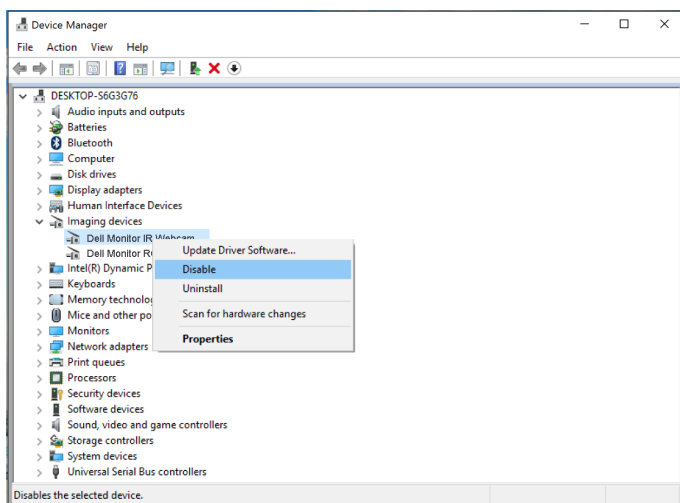 Device Manager
File Action View Help
DESKTOP-S6G3G76
Audio inputs and outputs
Batteries
Bluetooth
Computer
Disk drives
Display adapters
Human Interface Devices
Imaging devices
Dell Monitor IR Webcam
Dell Monitor
Intel(R) Dynamic
Keyboards
Memory
Mice and other
Monitors
Network adapters
Print queues
Processors
Security devices
Software devices
Sound, video and game controllers
Storage controllers
System devices
Universal Serial Bus controllers
Update Driver Software...
Disable
Uninstall
Scan for hardware changes
Properties
Disables the selected device.